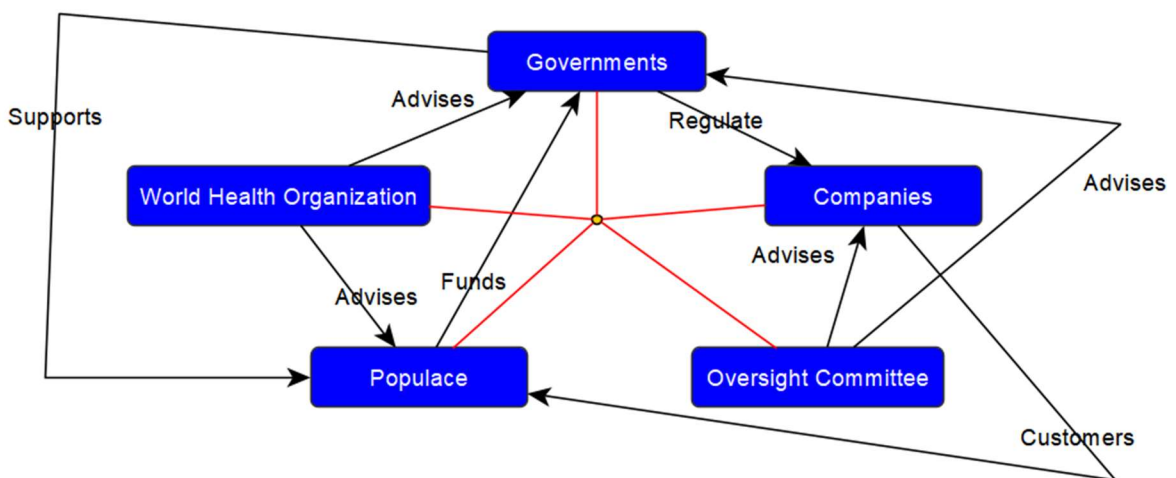 Governments
Advises
Supports
Regulate
World Health Organization
Companies
Advises
Advises
Funds
Advises
Populace
Oversight Committee
Customers